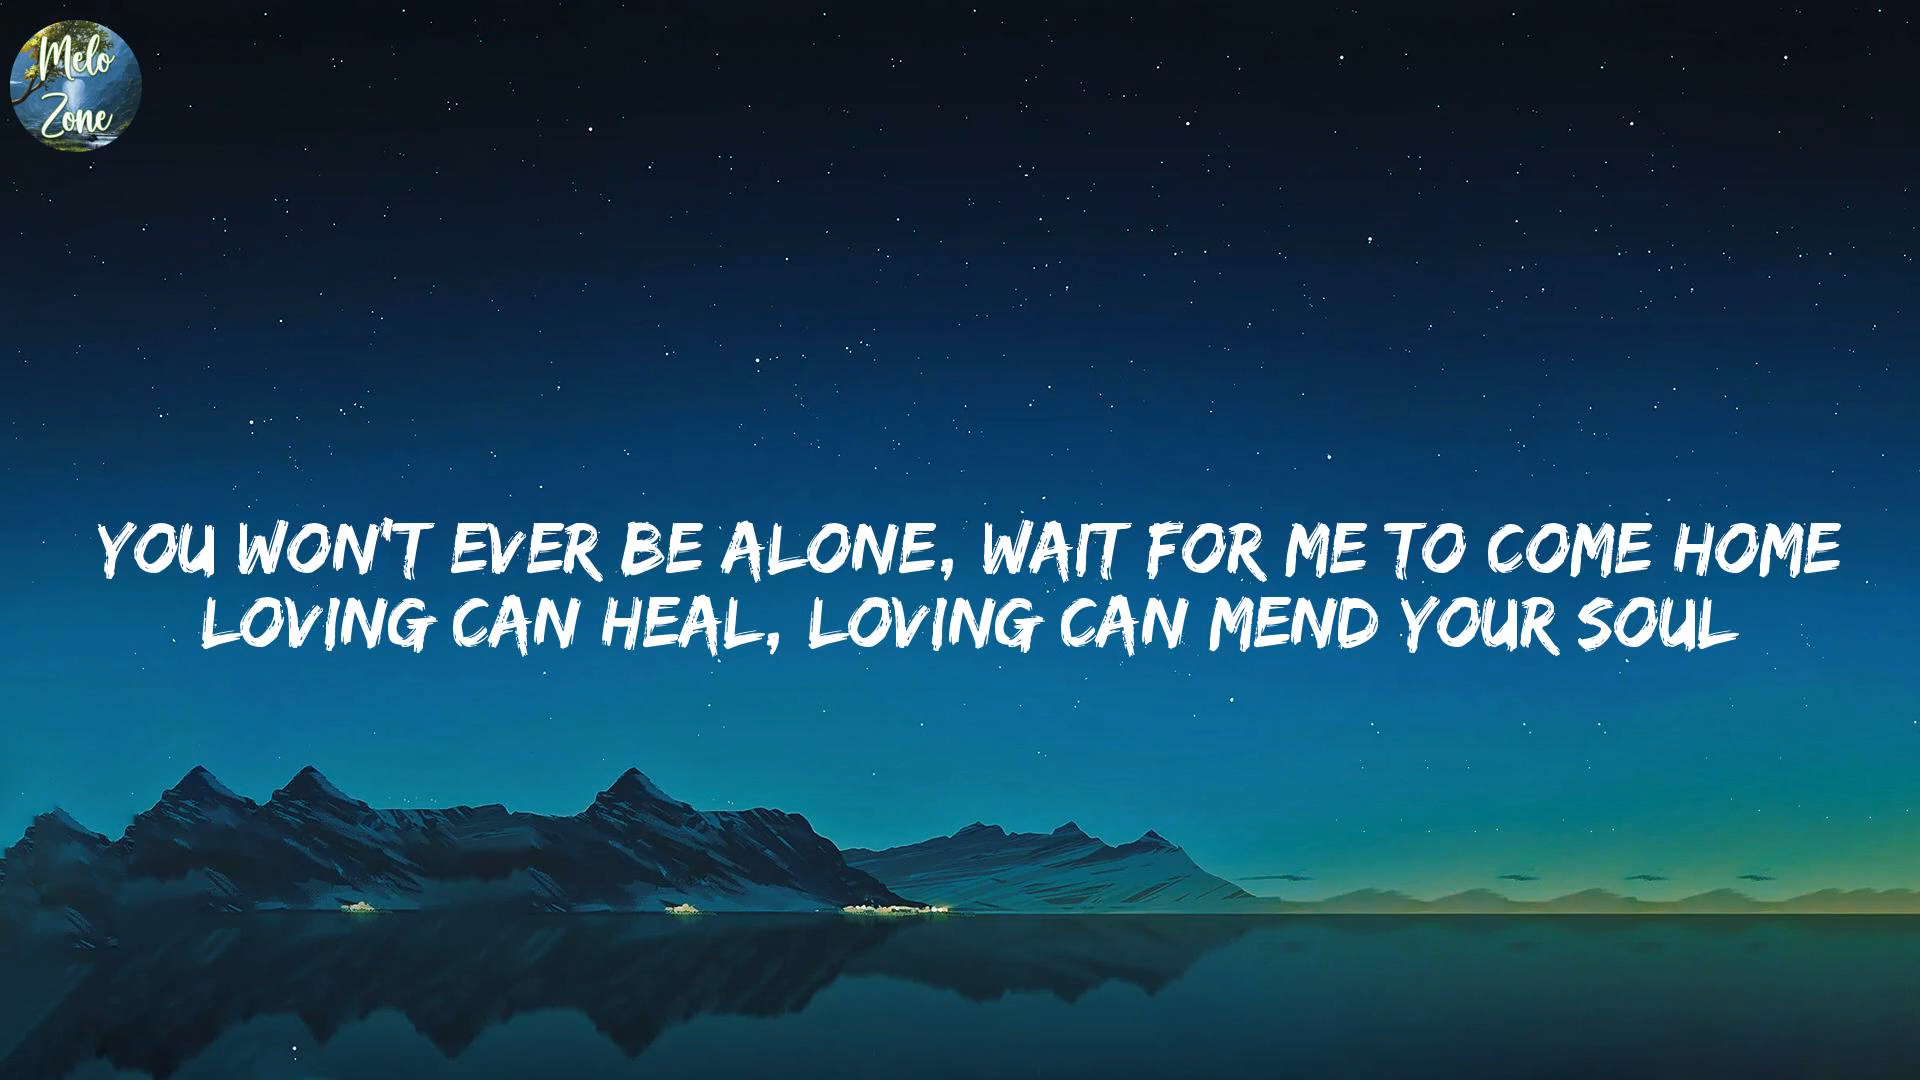 Melo
Zone
YOU WON'T EVER BE ALONE, WAIT FOR ME TO COME HOME
LOVING CAN HEAL, LOVING CAN MEND YOUR SOUL